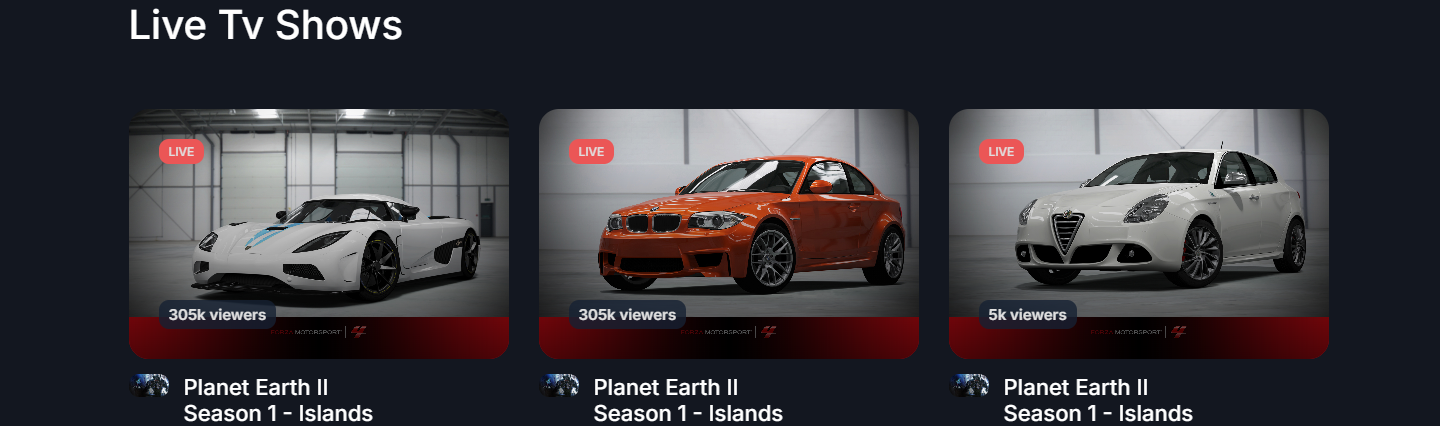 Live Tv Shows
LIVE
LIVE
LIVE
305k viewers
305k viewers
5k viewers
FORZA MOTORSPORT
FORZA MOTORSPORT
FORZA MOTORSPORT
Planet Earth II
Season 1 - Islands
Planet Earth II
Season 1 - Islands
Planet Earth II
Season 1 - Islands